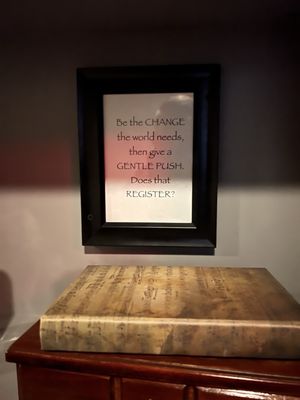 Be the CHANGE
the world needs,
then give a
GENTLE PUSH.
Does that
REGISTER?